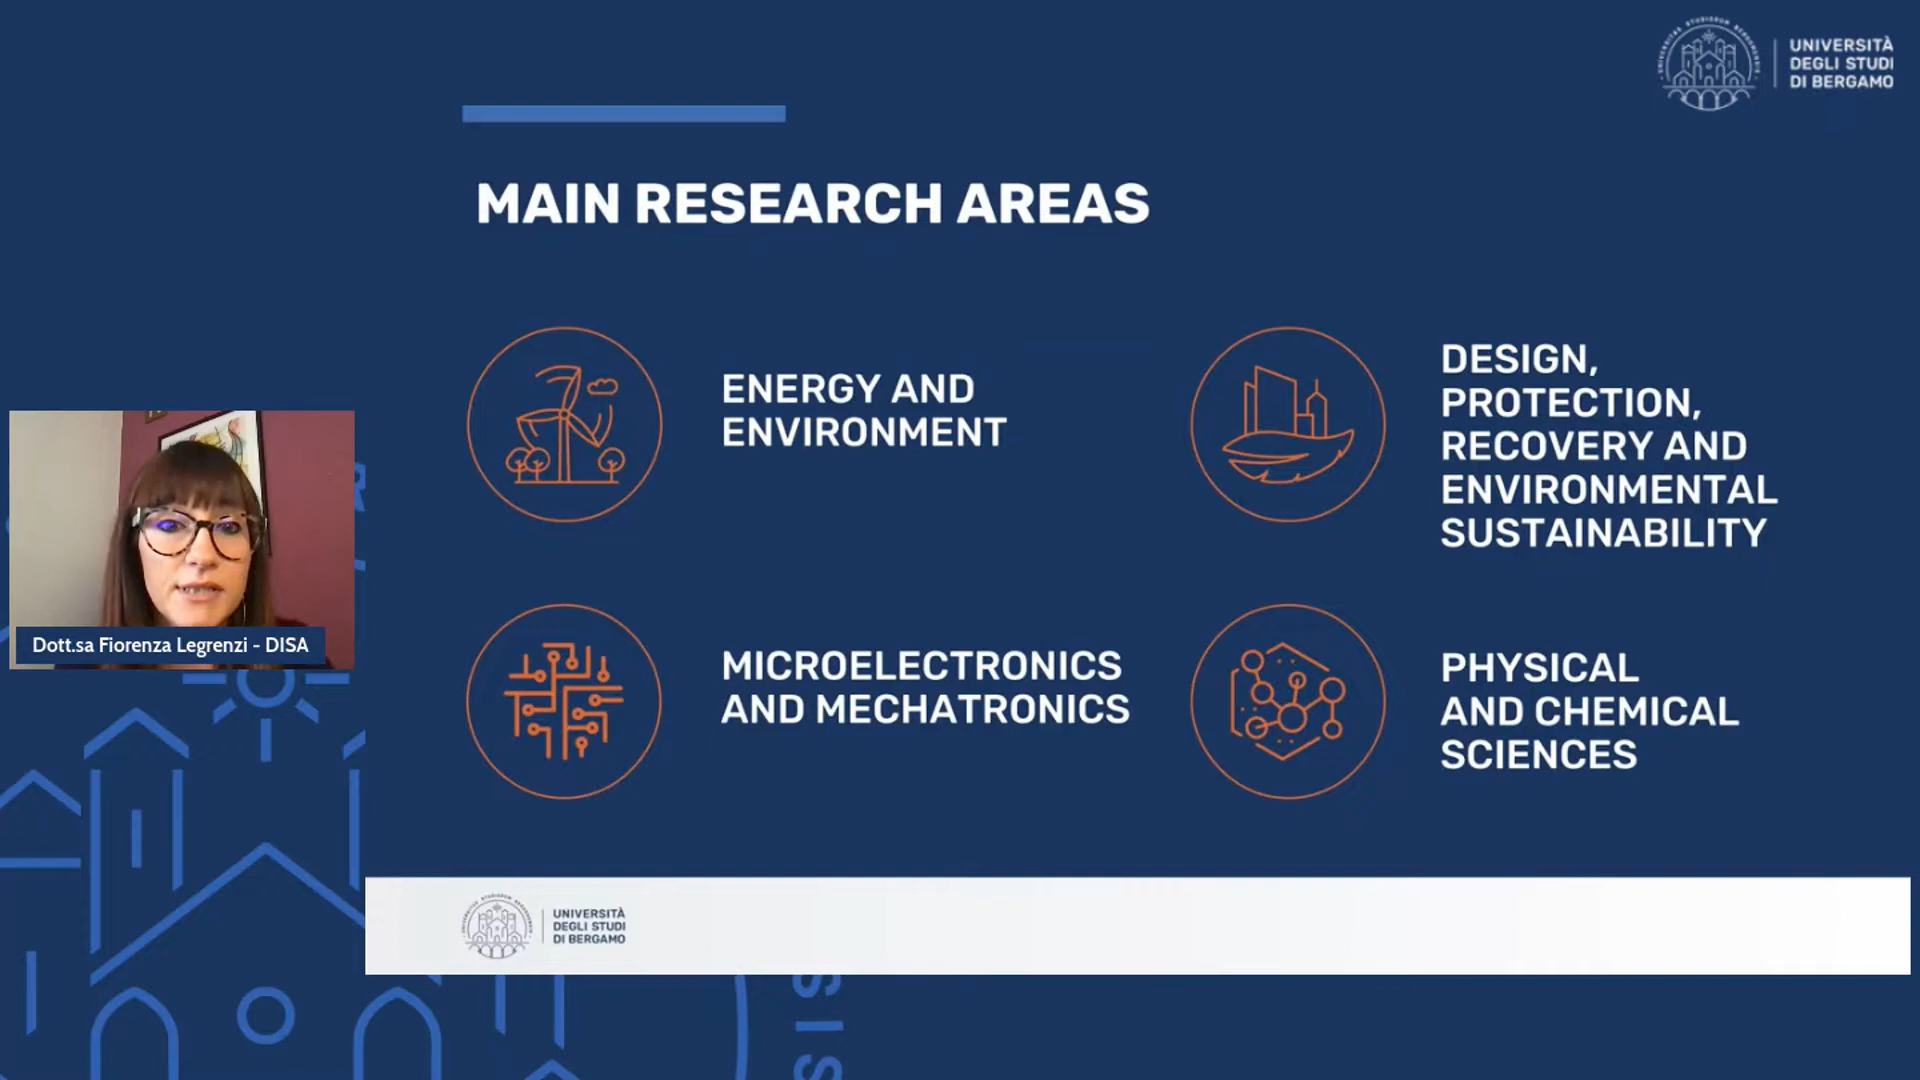 UNIVERSITÀ
DEGLI STUDI
DI BERGAMO
MAIN RESEARCH AREAS
ENERGY AND
ENVIRONMENT
DESIGN,
PROTECTION,
RECOVERY AND
ENVIRONMENTAL
SUSTAINABILITY
Dott.sa Fiorenza Legrenzi - DISA
MICROELECTRONICS
AND MECHATRONICS
PHYSICAL
AND CHEMICAL
SCIENCES
UNIVERSITÀ
DEGLI STUDI
DI BERGAMO